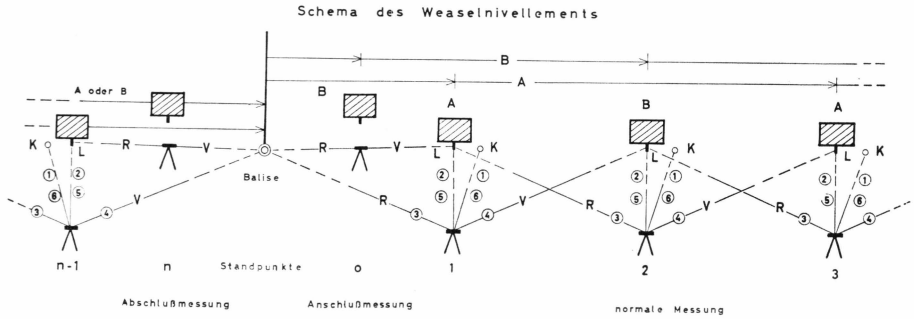 Schema des Weaselnivellements
B
A
A oder B
B
A
B
A
K R V R V K K K
L L L L
① ② ② ① ② ① ② ①
Balise
⑥ ⑤ ⑤ ⑥ ⑤ ⑥ ⑤ ⑥
V R V R V R
③ ④ ③ ④ ③ ④ ③ ④
n-1 n Standpunkte o 1 2 3
Abschlußmessung Anschlußmessung normale Messung